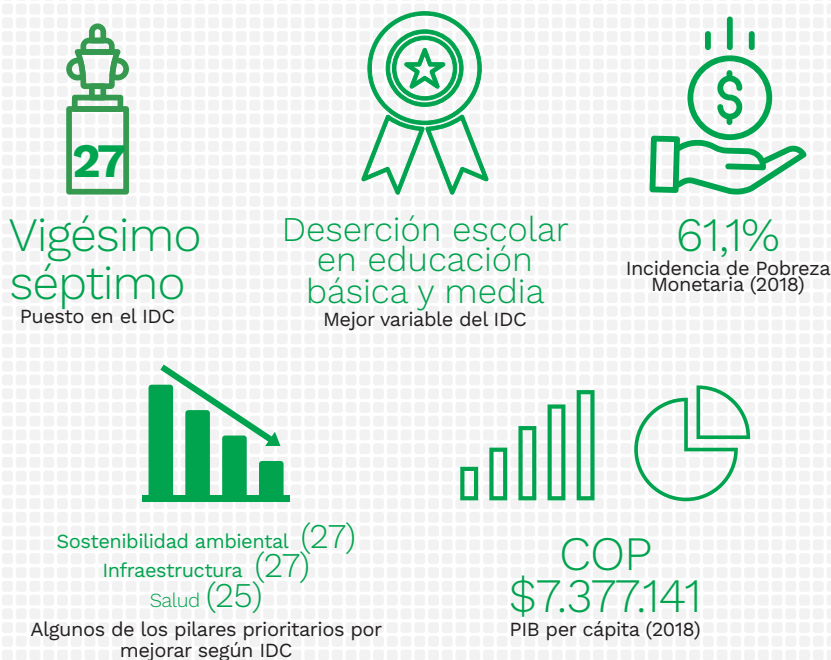 27
Vigésimo
séptimo
Puesto en el IDC
Deserción escolar
en educación
básica y media
Mejor variable del IDC
$
61,1%
Incidencia de Pobreza
Monetaria (2018)
Sostenibilidad ambiental (27)
Infraestructura (27)
Salud (25)
Algunos de los pilares prioritarios por
mejorar según IDC
COP
$7.377.141
PIB per cápita (2018)